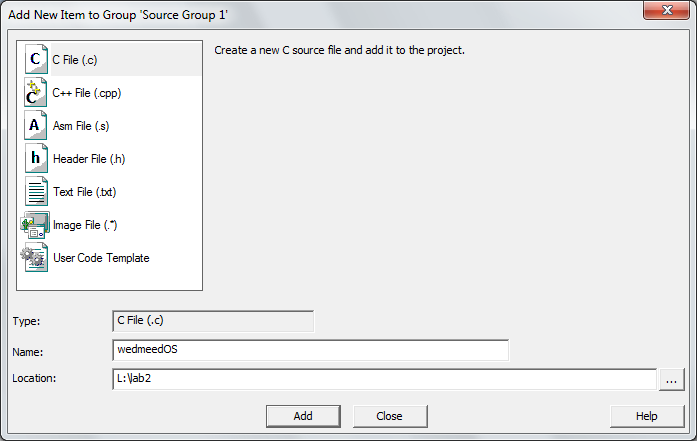 Add New Item to Group 'Source Group 1'
C
C File (.c)
Create a new C source file and add it to the project.
C
C++ File (.cpp)
A
Asm File (.s)
h
Header File (.h)
Text File (.txt)
Image File (.*)
User Code Template
Type:
C File (.c)
Name:
wedmeedOS
Location:
L:\lab2
...
Add
Close
Help